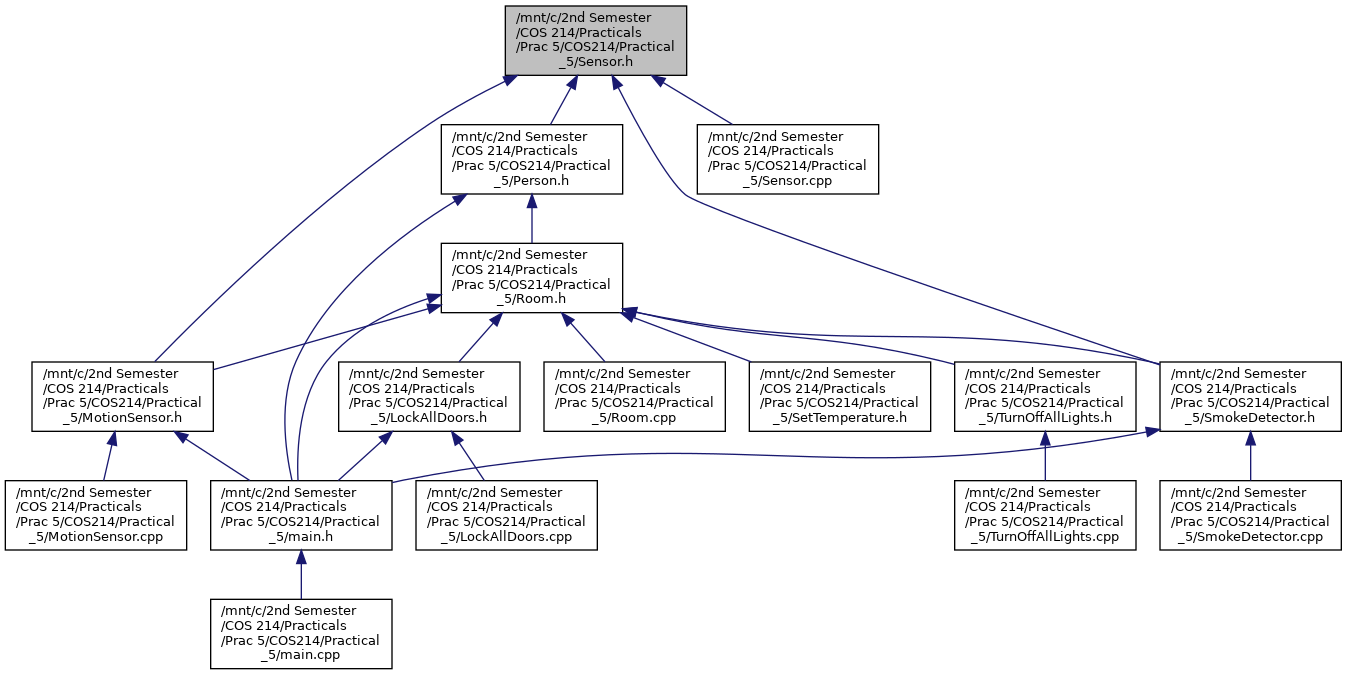 /mnt/c/2nd Semester
/COS 214/Practicals
/Prac 5/COS214/Practical
_5/Sensor.h
/mnt/c/2nd Semester
/COS 214/Practicals
/Prac 5/COS214/Practical
_5/Person.h
/mnt/c/2nd Semester
/COS 214/Practicals
/Prac 5/COS214/Practical
_5/Sensor.cpp
/mnt/c/2nd Semester
/COS 214/Practicals
/Prac 5/COS214/Practical
_5/Room.h
/mnt/c/2nd Semester
/COS 214/Practicals
/Prac 5/COS214/Practical
_5/MotionSensor.h
/mnt/c/2nd Semester
/COS 214/Practicals
/Prac 5/COS214/Practical
_5/LockAllDoors.h
/mnt/c/2nd Semester
/COS 214/Practicals
/Prac 5/COS214/Practical
_5/Room.cpp
/mnt/c/2nd Semester
/COS 214/Practicals
/Prac 5/COS214/Practical
_5/SetTemperature.h
/mnt/c/2nd Semester
/COS 214/Practicals
/Prac 5/COS214/Practical
_5/TurnOffAllLights.h
/mnt/c/2nd Semester
/COS 214/Practicals
/Prac 5/COS214/Practical
_5/SmokeDetector.h
/mnt/c/2nd Semester
/COS 214/Practicals
/Prac 5/COS214/Practical
_5/MotionSensor.cpp
/mnt/c/2nd Semester
/COS 214/Practicals
/Prac 5/COS214/Practical
_5/main.h
/mnt/c/2nd Semester
/COS 214/Practicals
/Prac 5/COS214/Practical
_5/LockAllDoors.cpp
/mnt/c/2nd Semester
/COS 214/Practicals
/Prac 5/COS214/Practical
_5/TurnOffAllLights.cpp
/mnt/c/2nd Semester
/COS 214/Practicals
/Prac 5/COS214/Practical
_5/SmokeDetector.cpp
/mnt/c/2nd Semester
/COS 214/Practicals
/Prac 5/COS214/Practical
_5/main.cpp